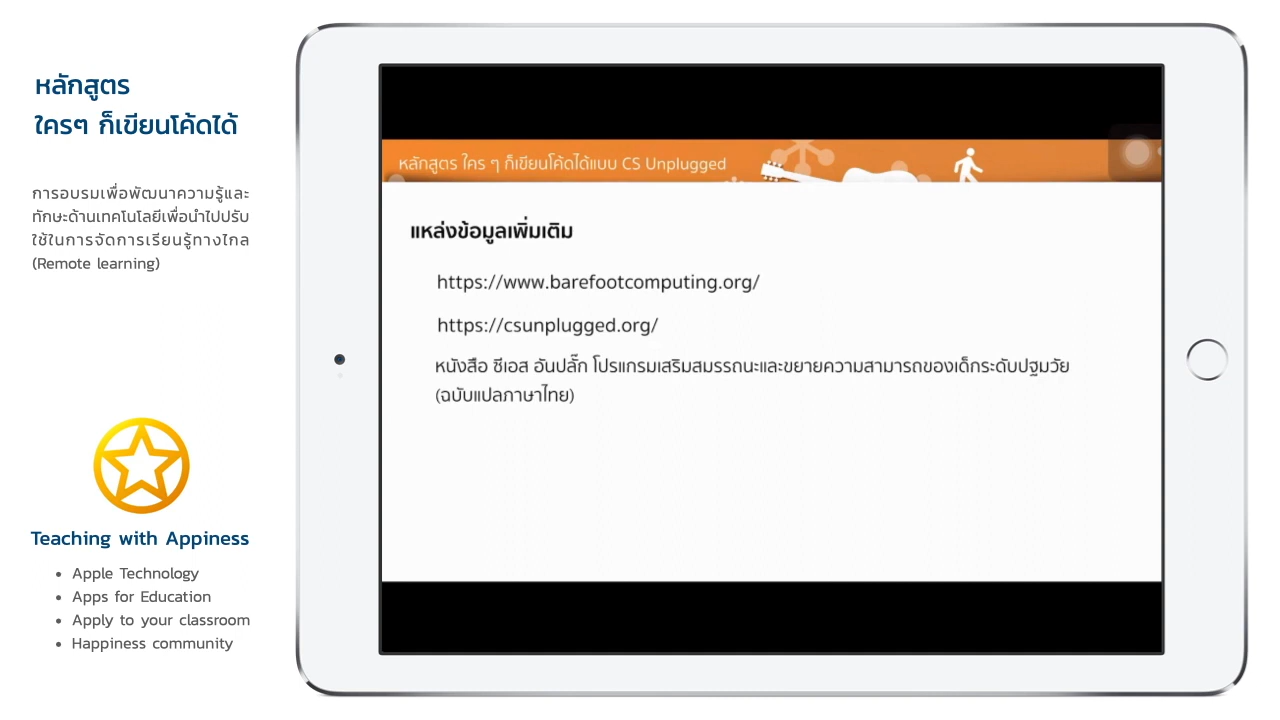 หลักสูตร
ใครๆ ก็เขียนโค้ดได้
การอบรมเพื่อพัฒนาความรู้และ
ทักษะด้านเทคโนโลยีเพื่อนำไปปรับ
ใช้ในการจัดการเรียนรู้ทางไกล
(Remote learning)
Teaching with Appiness
• Apple Technology
• Apps for Education
• Apply to your classroom
• Happiness community
หลักสูตร ใคร ๆ ก็เขียนโค้ดได้แบบ CS Unplugged
แหล่งข้อมูลเพิ่มเติม
https://www.barefootcomputing.org/
https://csunplugged.org/
หนังสือ ซีเอส อันปลั๊ก โปรแกรมเสริมสมรรถนะและขยายความสามารถของเด็กระดับปฐมวัย
(ฉบับแปลภาษาไทย)